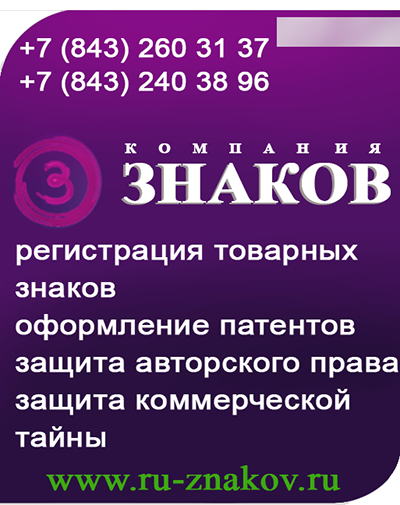 +7 (843) 260 31 37
+7 (843) 240 38 96
КОМПАНИЯ
З ЗНАКОВ
регистрация товарных
знаков
оформление патентов
защита авторского права
защита коммерческой
тайны
www.ru-znakov.ru